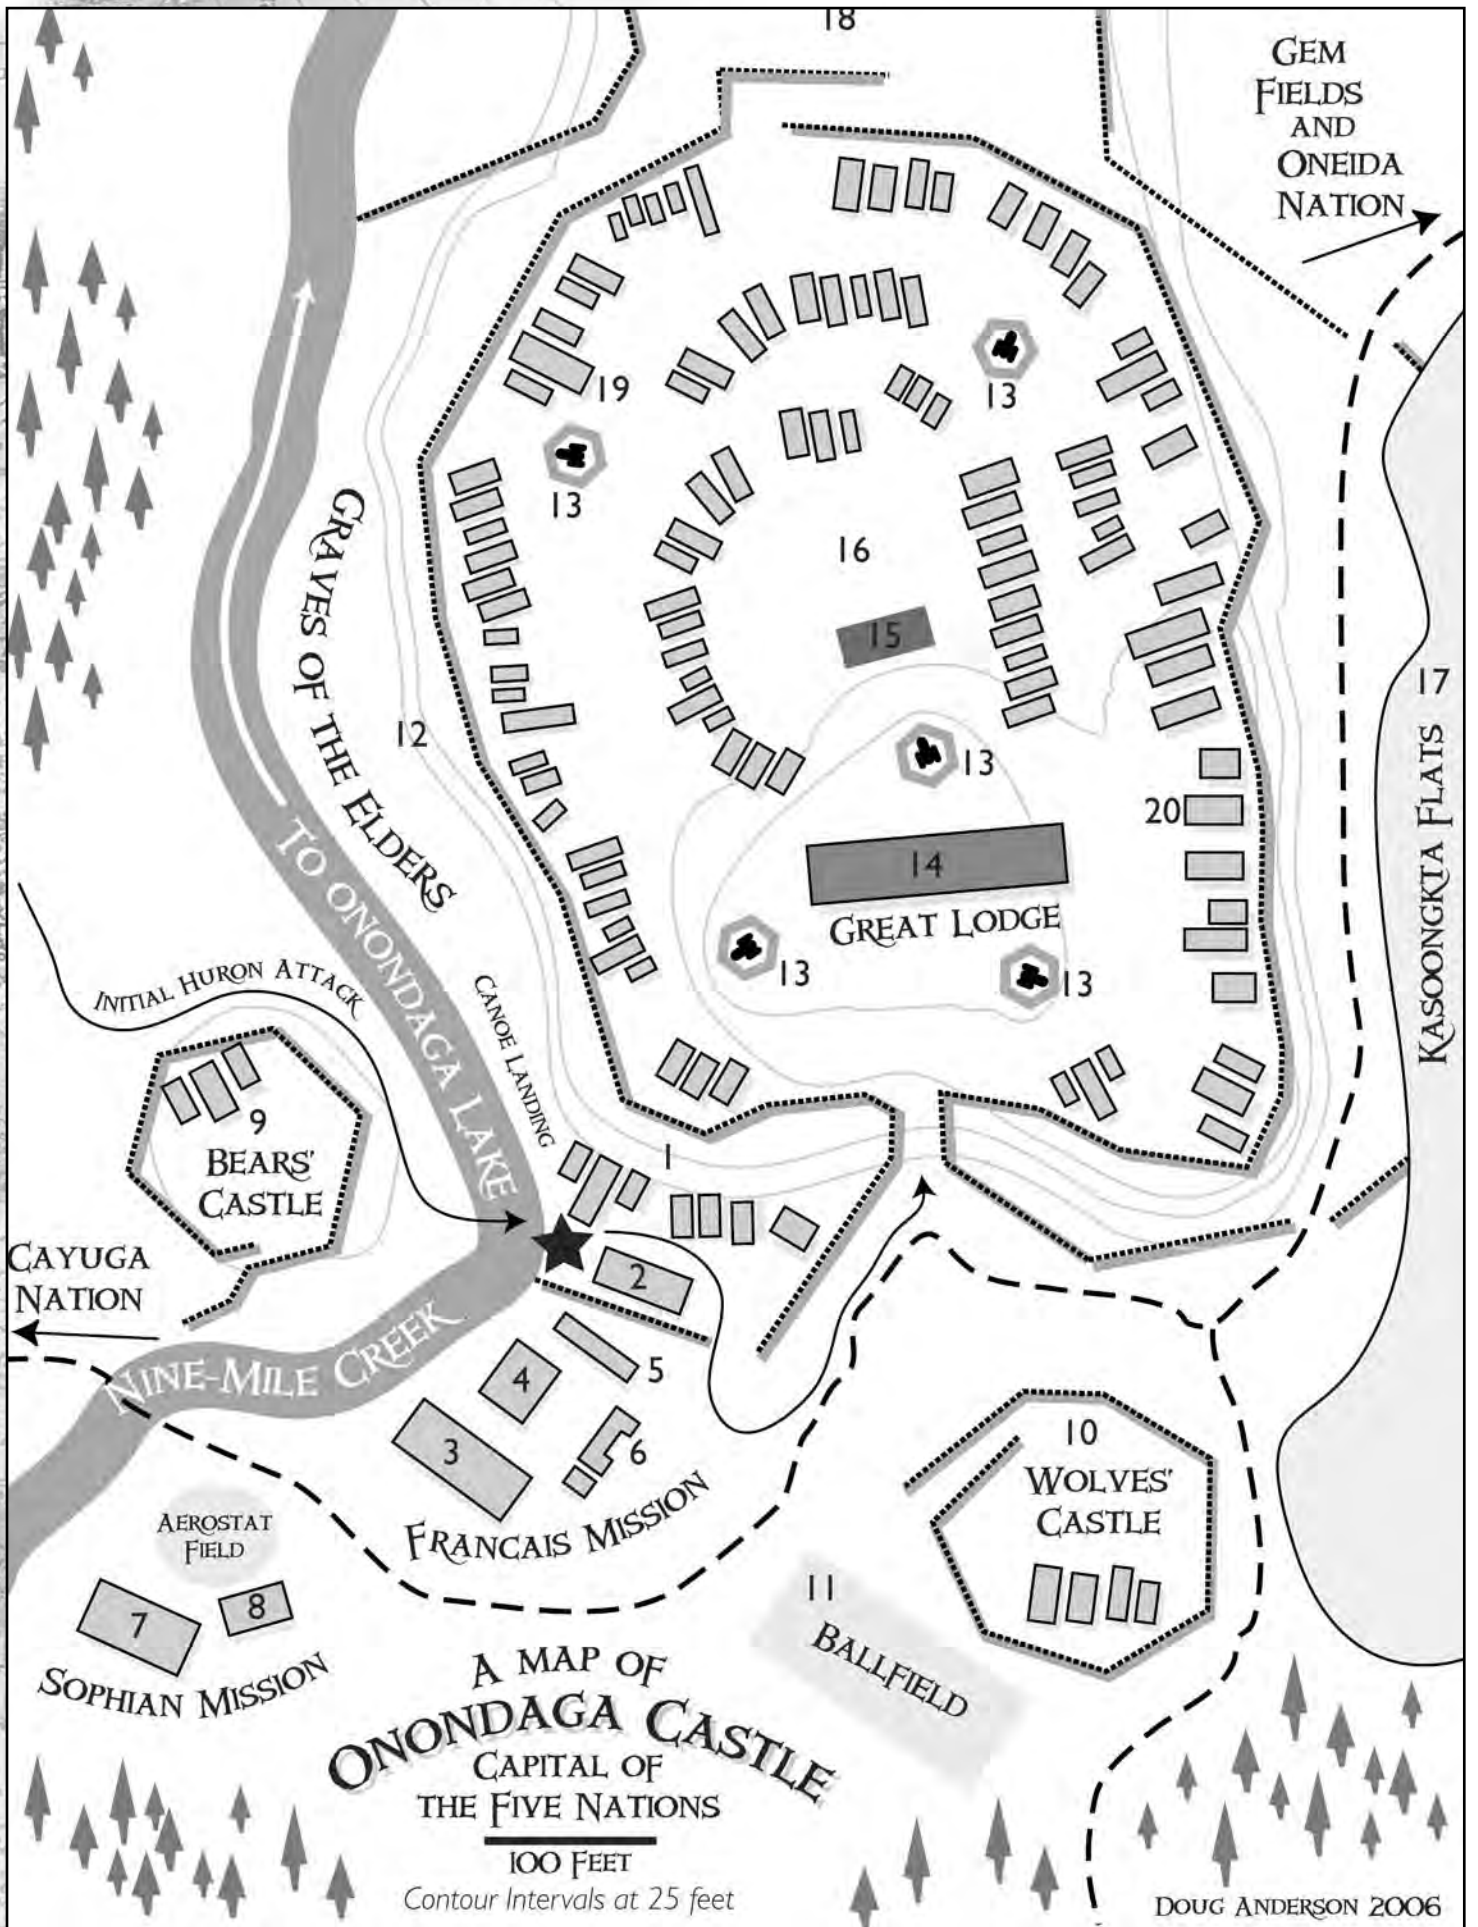 18
GEM
FIELDS
AND
ONEIDA
NATION
19
13
13
GRAVES OF THE ELDERS
16
15
12
17
KASOONGKTA FLATS
13
20
14
GREAT LODGE
TO ONONDAGA LAKE
13
13
INITIAL HURON ATTACK
CANOE LANDING
9
BEARS'
CASTLE
1
CAYUGA
NATION
2
NINE-MILE CREEK
5
4
3
6
FRANCAIS MISSION
10
WOLVES'
CASTLE
AEROSTAT
FIELD
7
8
SOPHIAN MISSION
11
BALLFIELD
A MAP OF
ONONDAGA CASTLE
CAPITAL OF
THE FIVE NATIONS
100 FEET
Contour Intervals at 25 feet
DOUG ANDERSON 2006